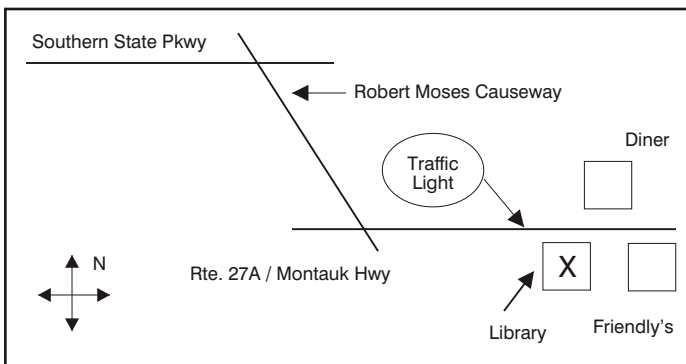 Southern State Pkwy
Robert Moses Causeway
Diner
Traffic
Light
N
Rte. 27A / Montauk Hwy
X
Library
Friendly's